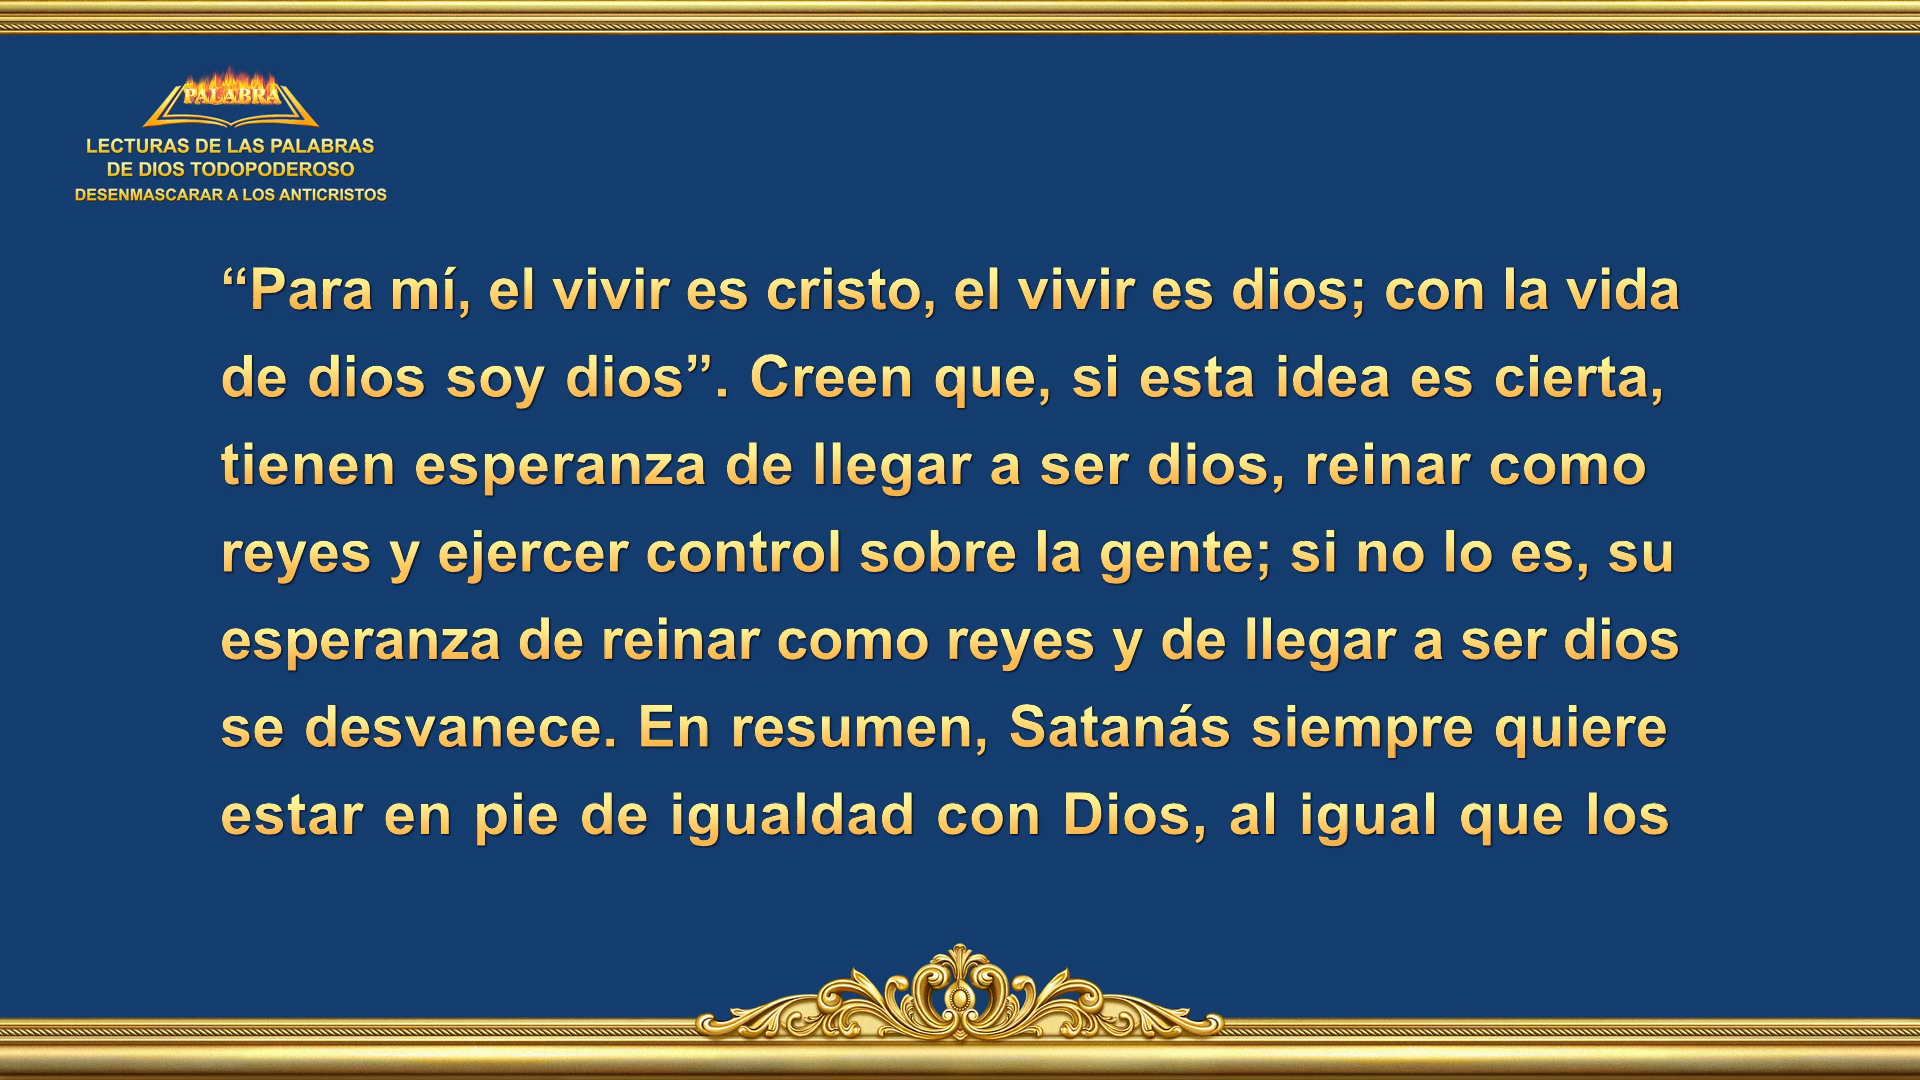 PALABRA
LECTURAS DE LAS PALABRAS
DE DIOS TODOPODEROSO
DESENMASCARAR A LOS ANTICRISTOS
“Para mí, el vivir es cristo, el vivir es dios; con la vida
de dios soy dios”. Creen que, si esta idea es cierta,
tienen esperanza de llegar a ser dios, reinar como
reyes y ejercer control sobre la gente; si no lo es, su
esperanza de reinar como reyes y de llegar a ser dios
se desvanece. En resumen, Satanás siempre quiere
estar en pie de igualdad con Dios, al igual que los